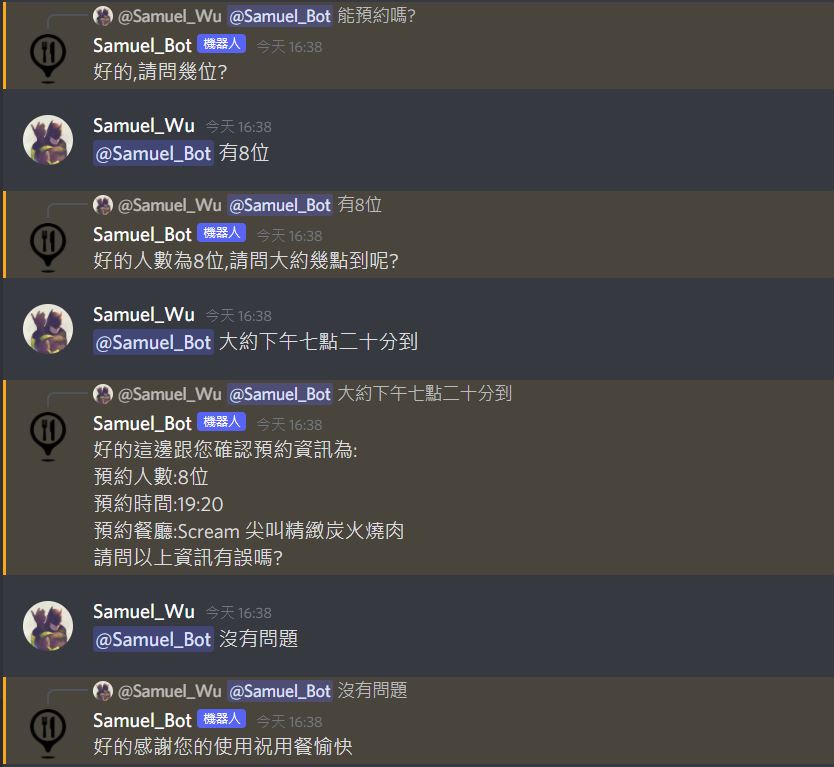 @Samuel_Wu @Samuel_Bot 能預約嗎?
Samuel_Bot 機器人 今天 16:38
好的,請問幾位?
Samuel_Wu 今天 16:38
@Samuel_Bot 有8位
@Samuel_Wu @Samuel_Bot 有8位
Samuel_Bot 機器人 今天 16:38
好的人數為8位,請問大約幾點到呢?
Samuel_Wu 今天 16:38
@Samuel_Bot 大約下午七點二十分到
@Samuel_Wu @Samuel_Bot 大約下午七點二十分到
Samuel_Bot 機器人 今天 16:38
好的這邊跟您確認預約資訊為:
預約人數:8位
預約時間:19:20
預約餐廳:Scream 尖叫精緻炭火燒肉
請問以上資訊有誤嗎?
Samuel_Wu 今天 16:38
@Samuel_Bot 沒有問題
@Samuel_Wu @Samuel_Bot 沒有問題
Samuel_Bot 機器人 今天 16:38
好的感謝您的使用祝用餐愉快